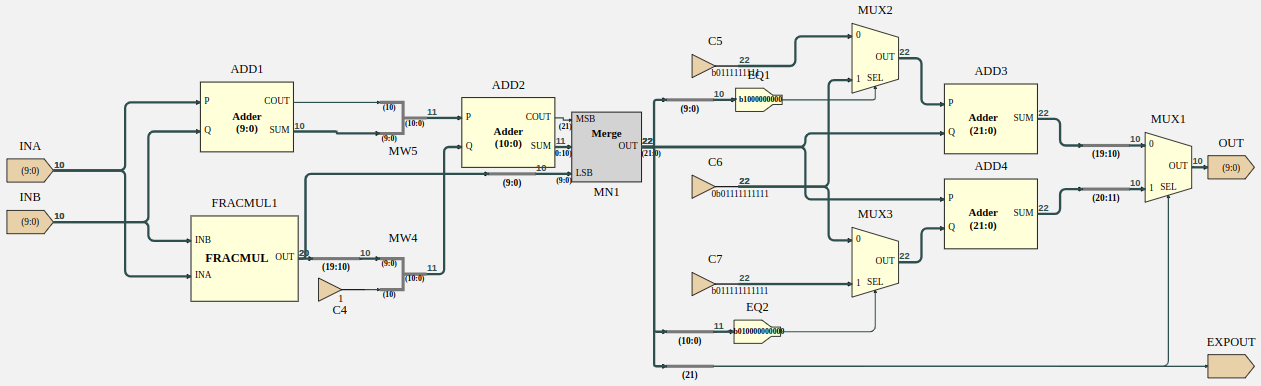 MUX2
C5
22
b011111111
EQ1
0
OUT
22
1
SEL
10
(9:0)
b1000000000
ADD1
P
COUT
Adder
(9:0)
Q
SUM
10
(10)
11
(10:0)
(9:0)
MW5
ADD2
P
COUT
Adder
(10:0)
Q
SUM
(21)
11
MSB
Merge
OUT
LSB
MN1
22
(21:0)
10
(9:0)
(9:0)
ADD3
P
Adder
(21:0)
Q
SUM
22
10
(19:10)
MUX1
0
OUT
1
SEL
10
OUT
(9:0)
INA
(9:0)
10
INB
(9:0)
10
C6
22
0b01111111111
ADD4
P
Adder
(21:0)
Q
SUM
22
10
(20:11)
FRACMUL1
INB
FRACMUL
OUT
INA
20
(19:10)
10
MW4
(9:0)
11
(10:0)
(10)
1
C4
MUX3
0
OUT
22
1
SEL
C7
22
b011111111111
EQ2
11
(10:0)
b01000000000
(21)
EXPOUT